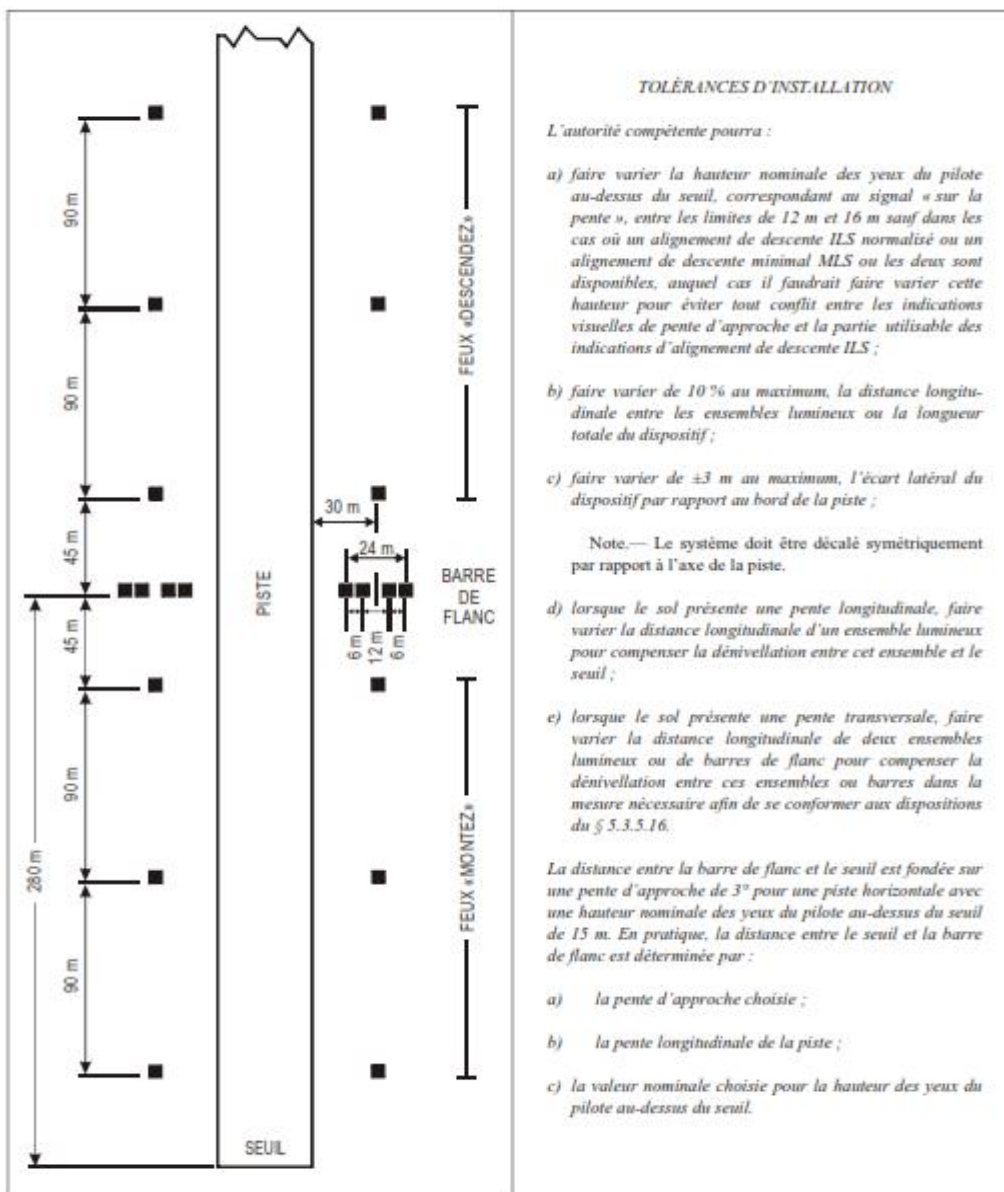 90 m
90 m
45 m
45 m
90 m
90 m
280 m
PISTE
SEUIL
30 m
24 m
6 m
12 m
6 m
FEUX «DESCENDEZ»
BARRE
DE
FLANC
FEUX «MONTEZ»
TOLÉRANCES D'INSTALLATION
L'autorité compétente pourra :
a) faire varier la hauteur nominale des yeux du pilote
au-dessus du seuil, correspondant au signal « sur la
pente », entre les limites de 12 m et 16 m sauf dans les
cas où un alignement de descente ILS normalisé ou un
alignement de descente minimal MLS ou les deux sont
disponibles, auquel cas il faudrait faire varier cette
hauteur pour éviter tout conflit entre les indications
visuelles de pente d'approche et la partie utilisable des
indications d'alignement de descente ILS ;
b) faire varier de 10 % au maximum, la distance longitu-
dinale entre les ensembles lumineux ou la longueur
totale du dispositif ;
c) faire varier de ±3 m au maximum, l'écart latéral du
dispositif par rapport au bord de la piste ;
Note.— Le système doit être décalé symétriquement
par rapport à l'axe de la piste.
d) lorsque le sol présente une pente longitudinale, faire
varier la distance longitudinale d'un ensemble lumineux
pour compenser la dénivellation entre cet ensemble et le
seuil ;
e) lorsque le sol présente une pente transversale, faire
varier la distance longitudinale de deux ensembles
lumineux ou de barres de flanc pour compenser la
dénivellation entre ces ensembles ou barres dans la
mesure nécessaire afin de se conformer aux dispositions
du § 5.3.5.16.
La distance entre la barre de flanc et le seuil est fondée sur
une pente d'approche de 3° pour une piste horizontale avec
une hauteur nominale des yeux du pilote au-dessus du seuil
de 15 m. En pratique, la distance entre le seuil et la barre
de flanc est déterminée par :
a) la pente d'approche choisie ;
b) la pente longitudinale de la piste ;
c) la valeur nominale choisie pour la hauteur des yeux du
pilote au-dessus du seuil.